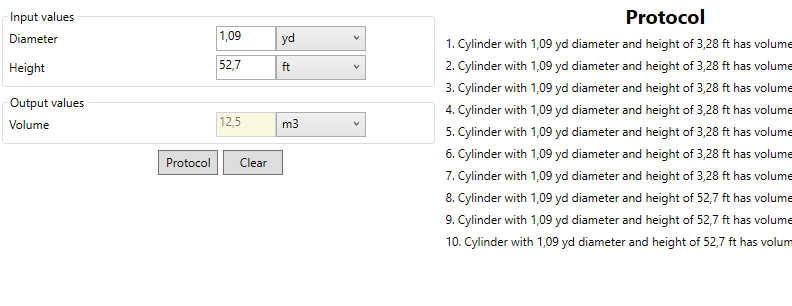 Input values
Diameter 1,09 yd
Height 52,7 ft
Output values
Volume 12,5 m3
Protocol Clear
Protocol
1. Cylinder with 1,09 yd diameter and height of 3,28 ft has volume
2. Cylinder with 1,09 yd diameter and height of 3,28 ft has volume
3. Cylinder with 1,09 yd diameter and height of 3,28 ft has volume
4. Cylinder with 1,09 yd diameter and height of 3,28 ft has volume
5. Cylinder with 1,09 yd diameter and height of 3,28 ft has volume
6. Cylinder with 1,09 yd diameter and height of 3,28 ft has volume
7. Cylinder with 1,09 yd diameter and height of 3,28 ft has volume
8. Cylinder with 1,09 yd diameter and height of 52,7 ft has volume
9. Cylinder with 1,09 yd diameter and height of 52,7 ft has volume
10. Cylinder with 1,09 yd diameter and height of 52,7 ft has volum